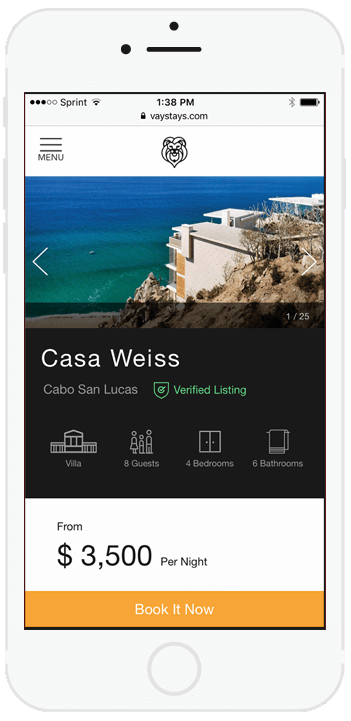 Sprint 1:38 PM
vaystays.com
MENU
1 / 25
Casa Weiss
Cabo San Lucas Verified Listing
Villa 8 Guests 4 Bedrooms 6 Bathrooms
From
$ 3,500 Per Night
Book It Now